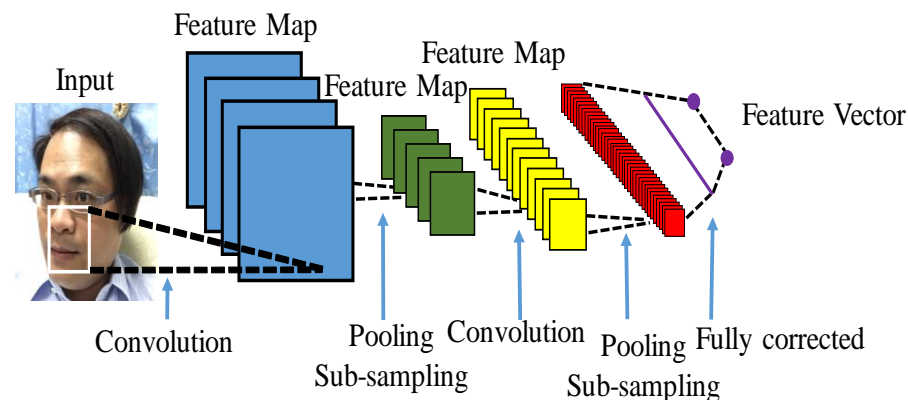 Feature Map
Feature Map
Feature Map
Input
Feature Vector
Convolution
Pooling
Sub-sampling
Convolution
Pooling
Sub-sampling
Fully corrected